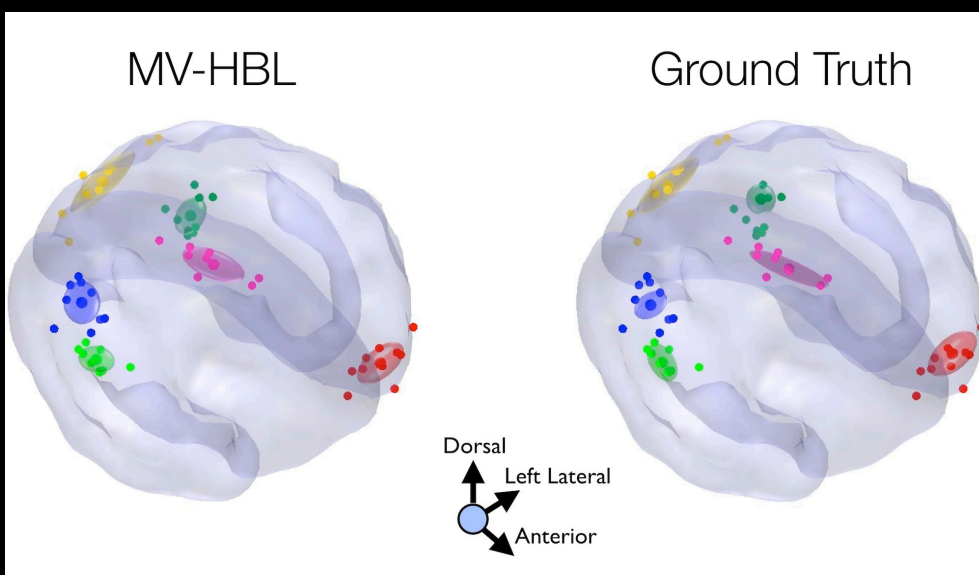 MV-HBL
Ground Truth
Dorsal
Left Lateral
Anterior